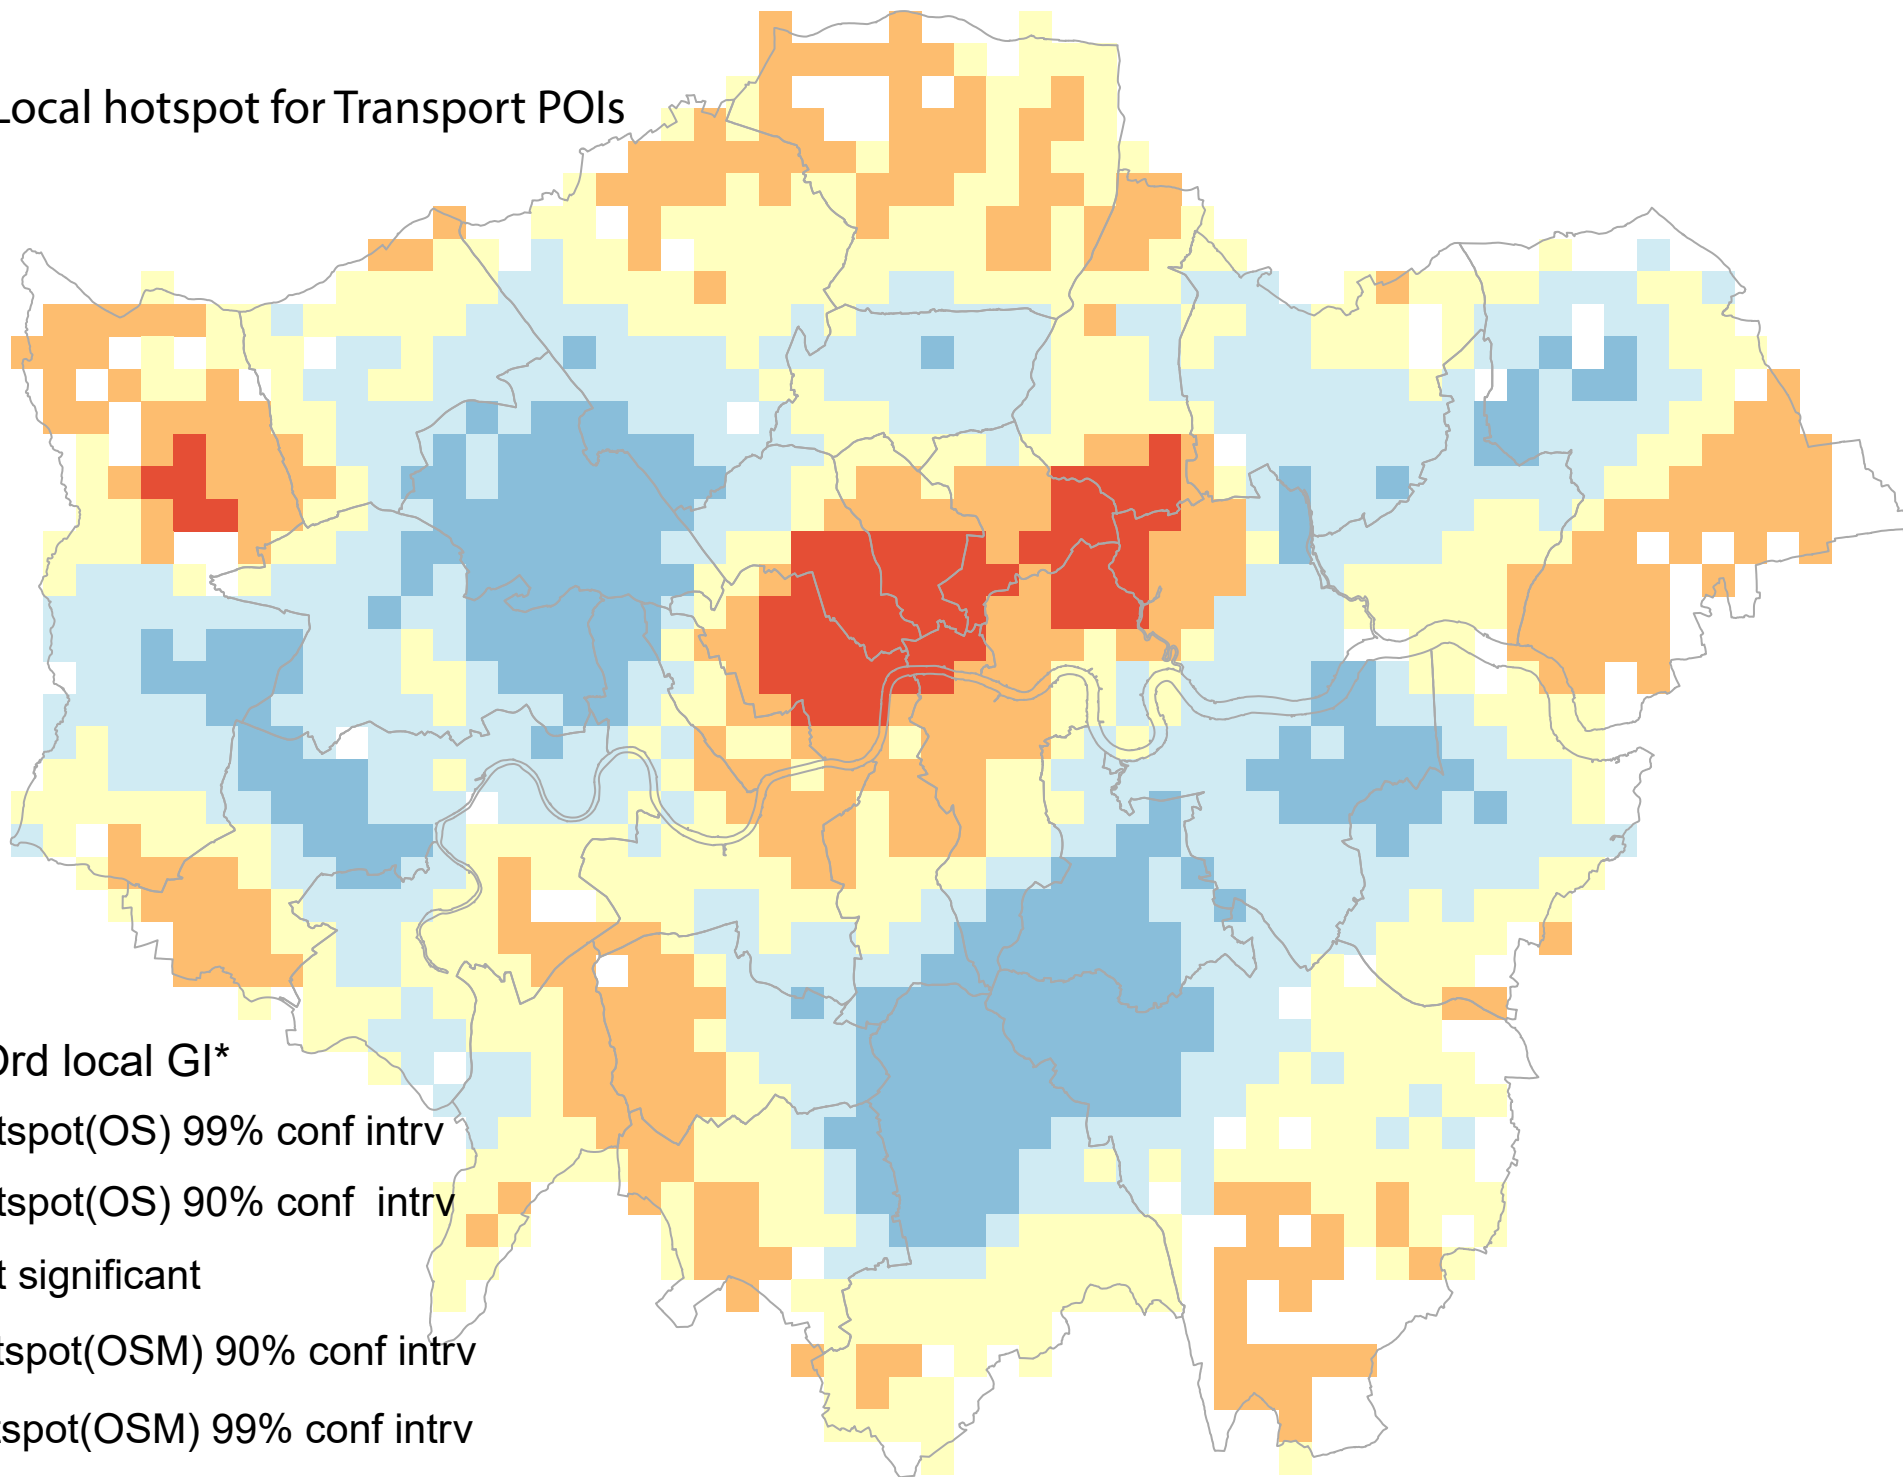 Local hotspot for Transport POIs
Ord local GI*
tspot(OS) 99% conf intrv
tspot(OS) 90% conf intrv
t significant
tspot(OSM) 90% conf intrv
tspot(OSM) 99% conf intrv